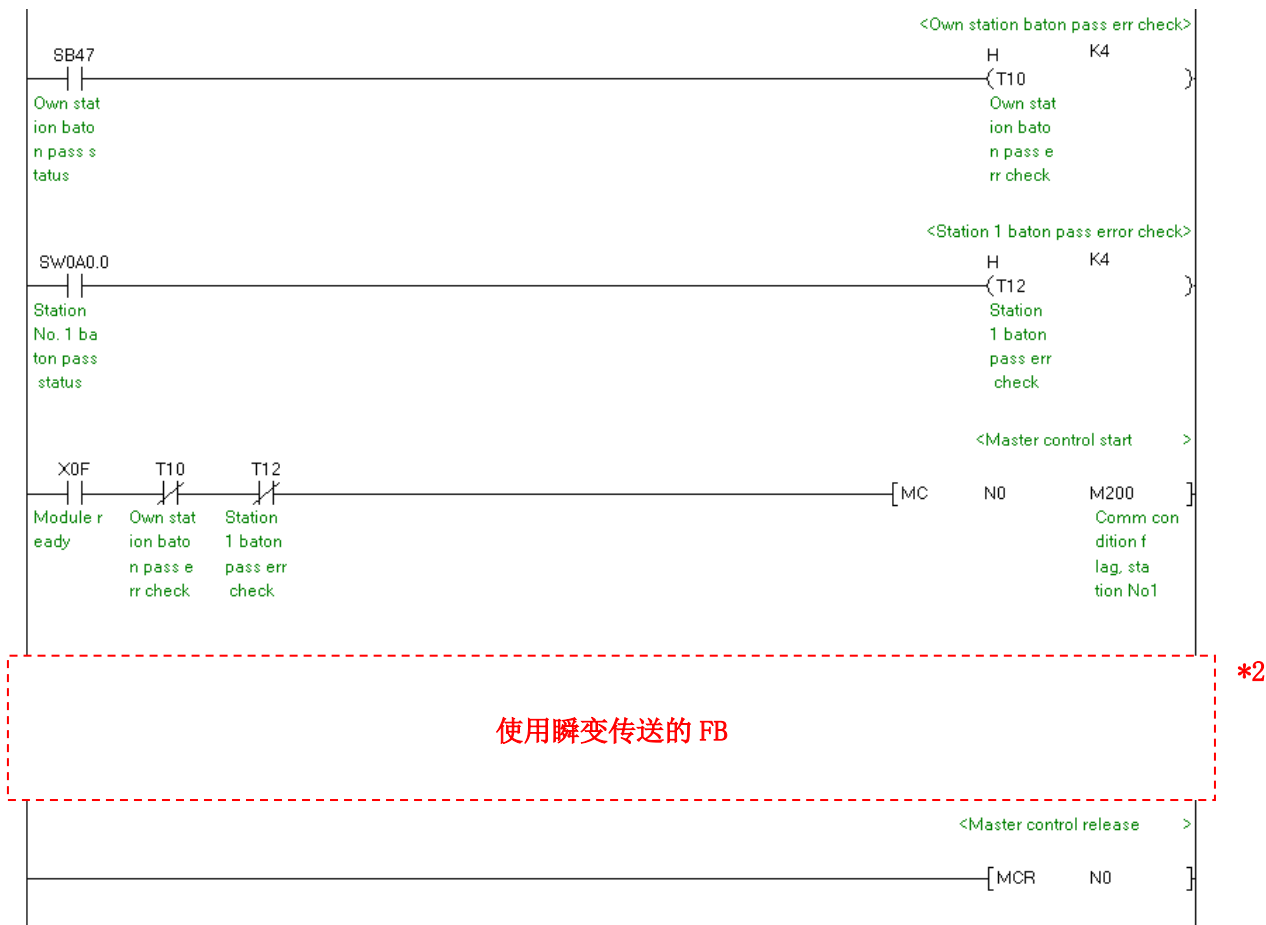 <Own station baton pass err check>
SB47
H K4
(T10 )
Own stat
ion bato
n pass s
tatus
Own stat
ion bato
n pass e
rr check
<Station 1 baton pass error check>
SW0A0.0
H K4
(T12 )
Station
No. 1 ba
ton pass
status
Station
1 baton
pass err
check
<Master control start >
X0F T10 T12
[MC N0 M200 ]
Module r
eady
Own stat
ion bato
n pass e
rr check
Station
1 baton
pass err
check
Comm con
dition f
lag, sta
tion No1
*2
使用瞬变传送的 FB
<Master control release >
[MCR N0 ]